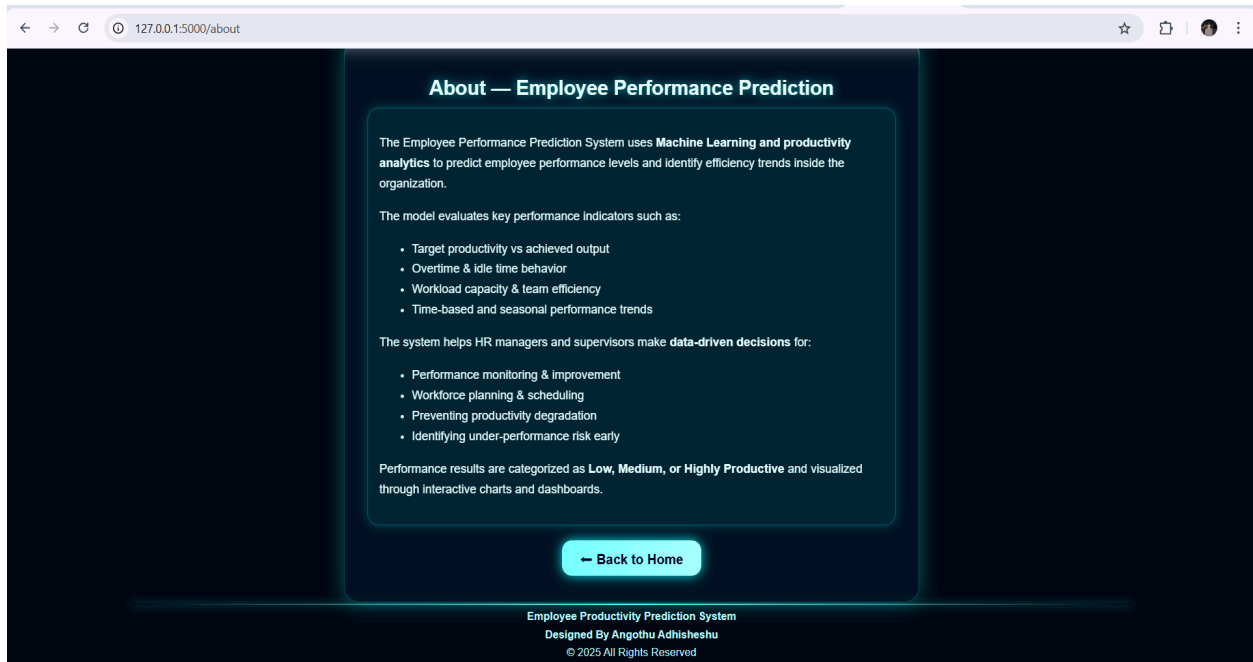 127.0.0.1:5000/about
About — Employee Performance Prediction
The Employee Performance Prediction System uses Machine Learning and productivity
analytics to predict employee performance levels and identify efficiency trends inside the
organization.
The model evaluates key performance indicators such as:
• Target productivity vs achieved output
• Overtime & idle time behavior
• Workload capacity & team efficiency
• Time-based and seasonal performance trends
The system helps HR managers and supervisors make data-driven decisions for:
• Performance monitoring & improvement
• Workforce planning & scheduling
• Preventing productivity degradation
• Identifying under-performance risk early
Performance results are categorized as Low, Medium, or Highly Productive and visualized
through interactive charts and dashboards.
⬅ Back to Home
Employee Productivity Prediction System
Designed By Angothu Adhisheshu
© 2025 All Rights Reserved